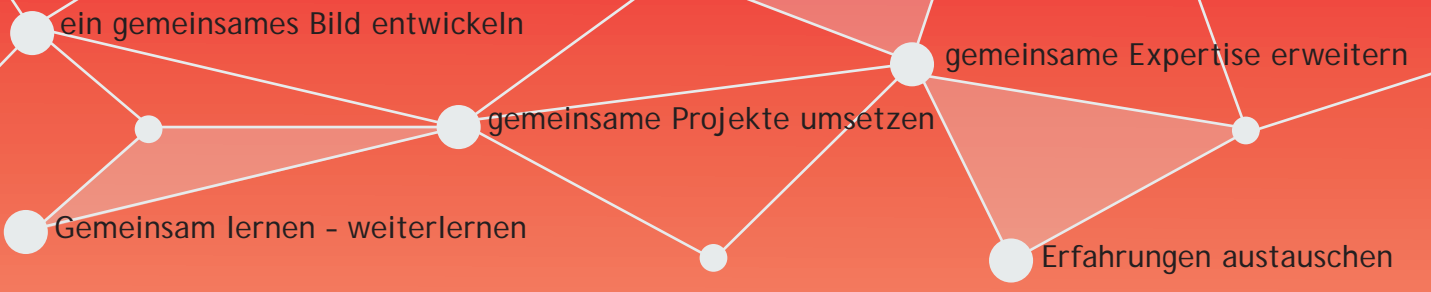 ein gemeinsames Bild entwickeln
gemeinsame Expertise erweitern
gemeinsame Projekte umsetzen
Gemeinsam lernen - weiterlernen
Erfahrungen austauschen